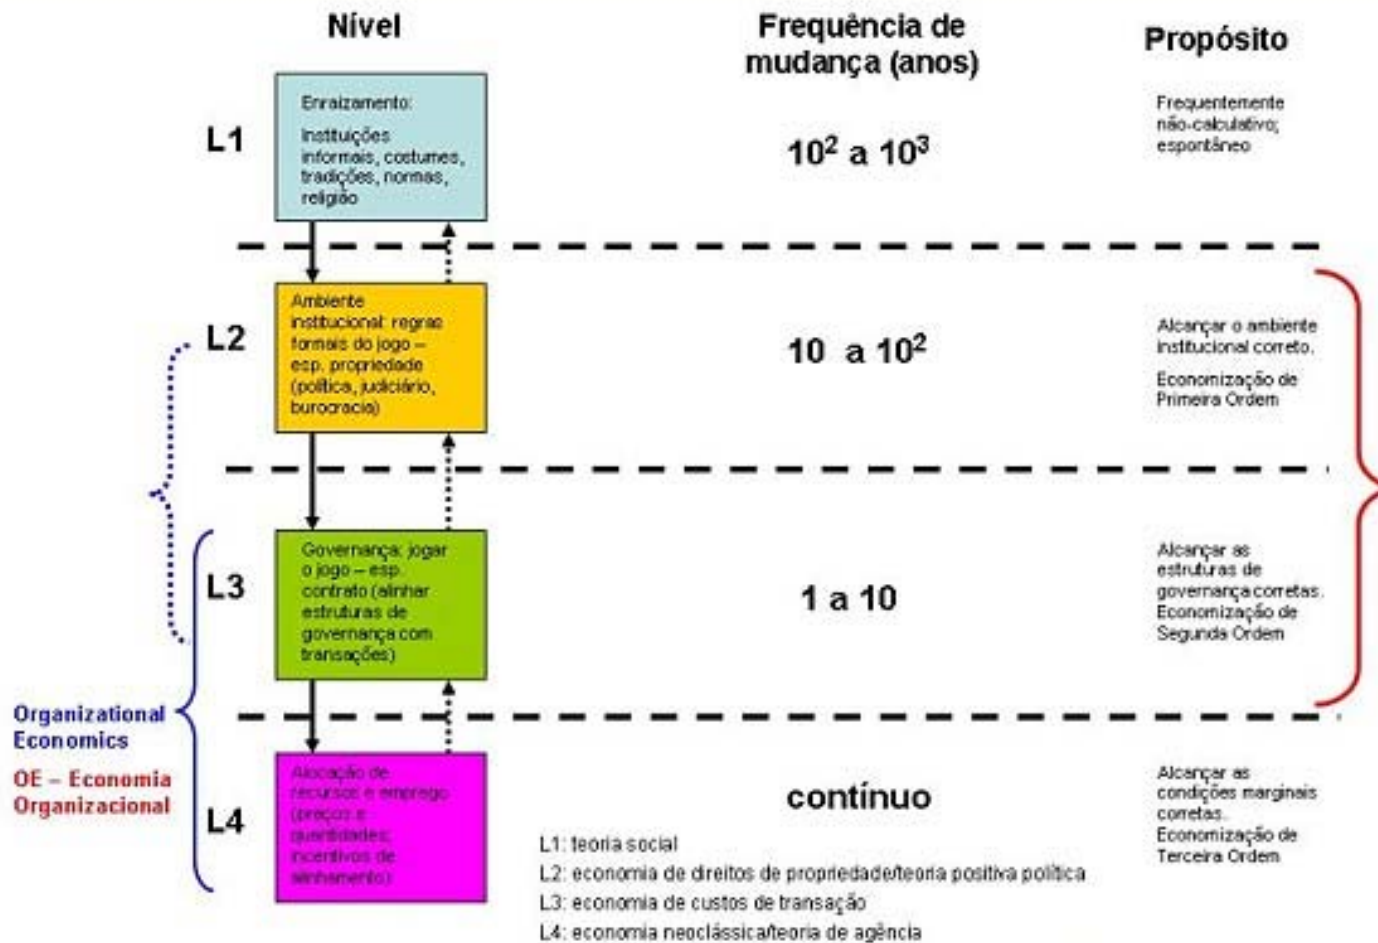 Nível
Frequência de
mudança (anos)
Propósito
L1
Enraizamento:
Instituições
informais, costumes,
tradições, normas,
religião
10² a 10³
Frequentemente
não-calculativo;
espontâneo
L2
Ambiente
institucional: regras
formais do jogo –
esp. propriedade
(política, judiciário,
burocracia)
10 a 10²
Alcançar o ambiente
institucional correto.
Economização de
Primeira Ordem
L3
Governança: jogar
o jogo – esp.
contrato (alinhar
estruturas de
governança com
transações)
1 a 10
Alcançar as
estruturas de
governança corretas.
Economização de
Segunda Ordem
Organizational
Economics
OE – Economia
Organizacional
L4
Alocação de
recursos e emprego
(preços e
quantidades;
incentivos de
alinhamento)
contínuo
Alcançar as
condições marginais
corretas.
Economização de
Terceira Ordem
L1: teoria social
L2: economia de direitos de propriedade/teoria positiva política
L3: economia de custos de transação
L4: economia neoclássica/teoria de agência